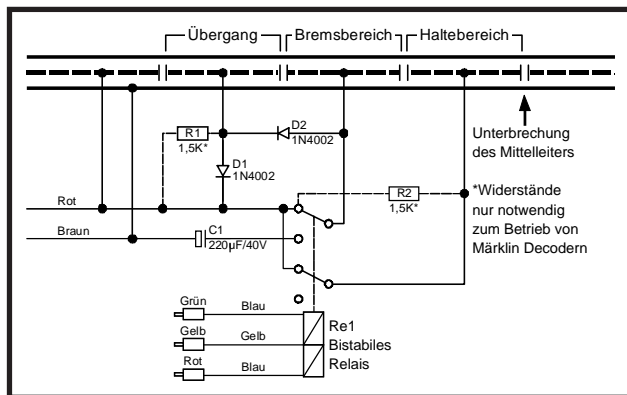 Übergang
Bremsbereich
Haltebereich
D2
1N4002
R1
1,5K*
D1
1N4002
Unterbrechung
des Mittelleiters
R2
1,5K*
*Widerstände
nur notwendig
zum Betrieb von
Märklin Decodern
Rot
Braun
C1
220µF/40V
Grün
Blau
Gelb
Gelb
Rot
Blau
Re1
Bistabiles
Relais